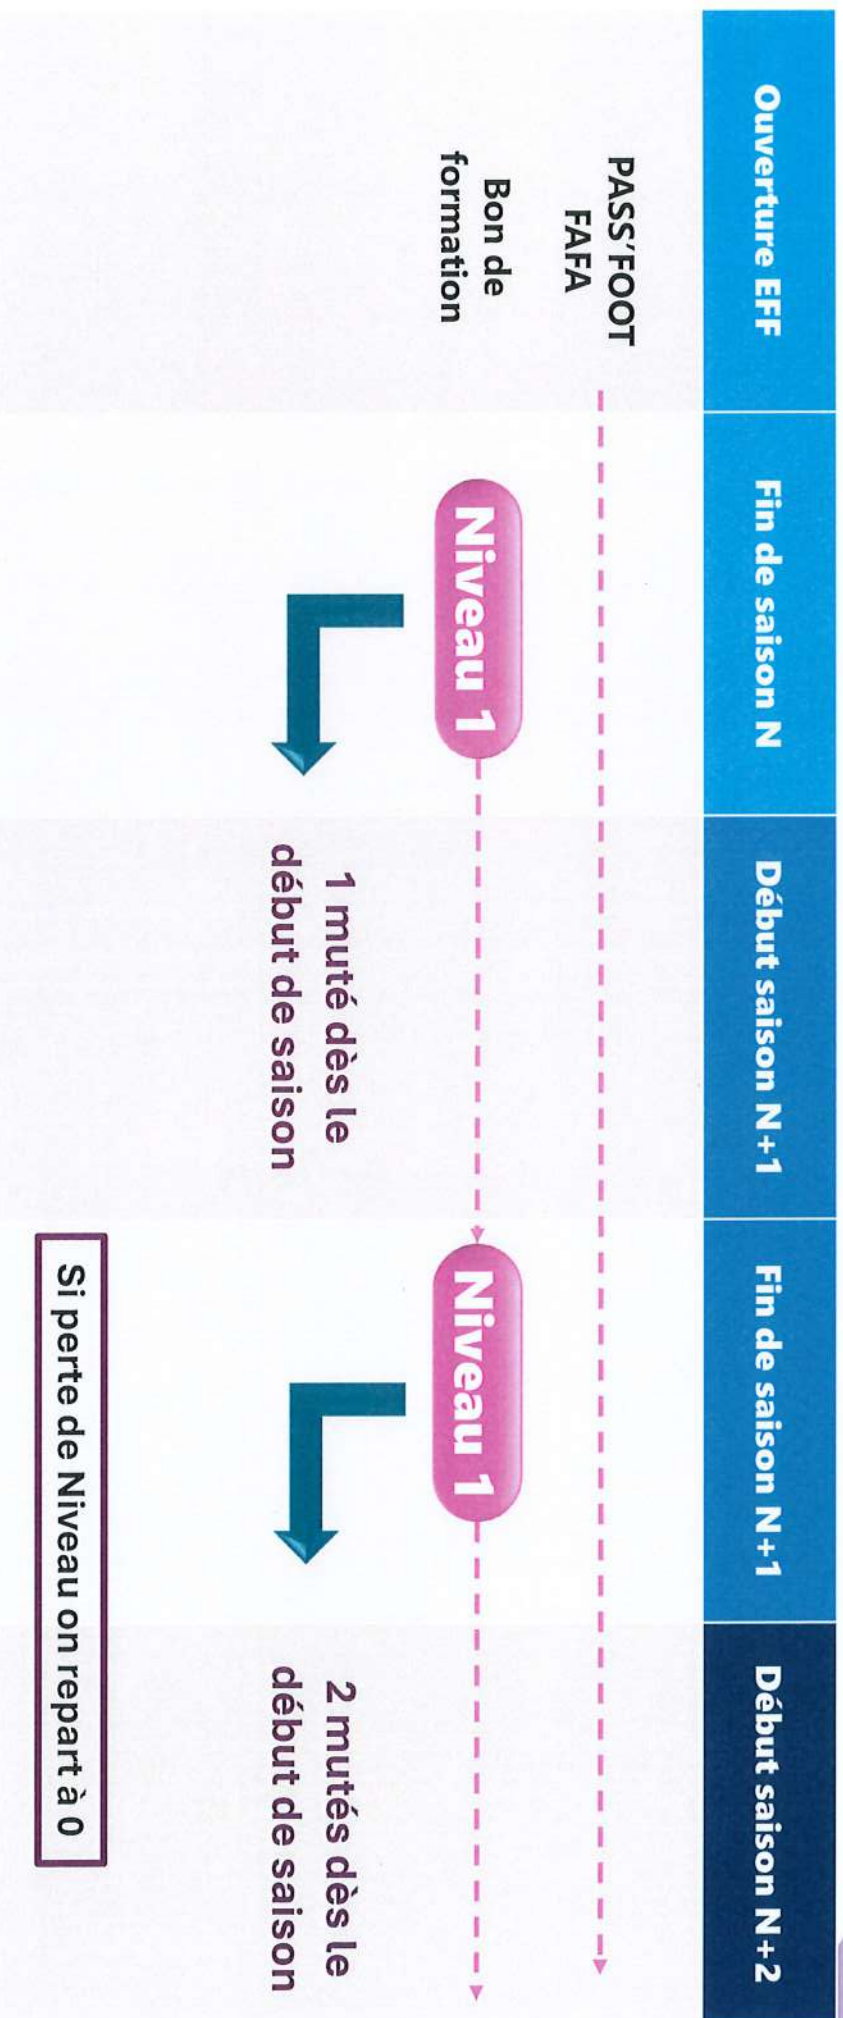 Ouverture EFF
Fin de saison N
Début saison N+1
Fin de saison N+1
Début saison N+2
PASS'FOOT
FAFA
Bon de
formation
Niveau 1
Niveau 1
1 muté dès le
début de saison
2 mutés dès le
début de saison
Si perte de Niveau on repart à 0